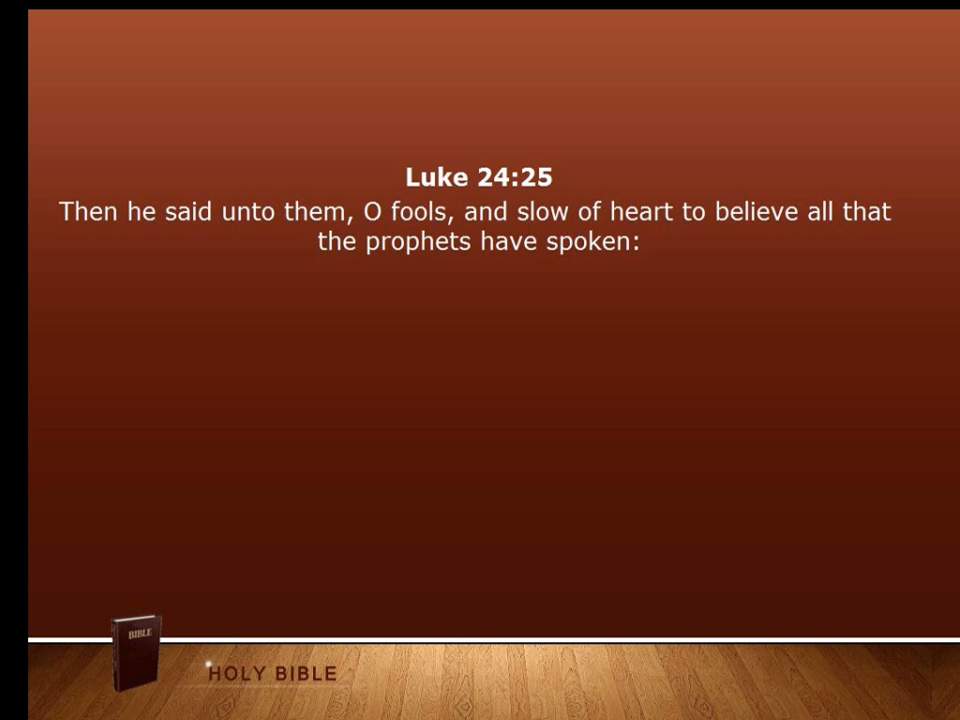 Luke 24:25
Then he said unto them, O fools, and slow of heart to believe all that
the prophets have spoken:
BIBLE
HOLY BIBLE